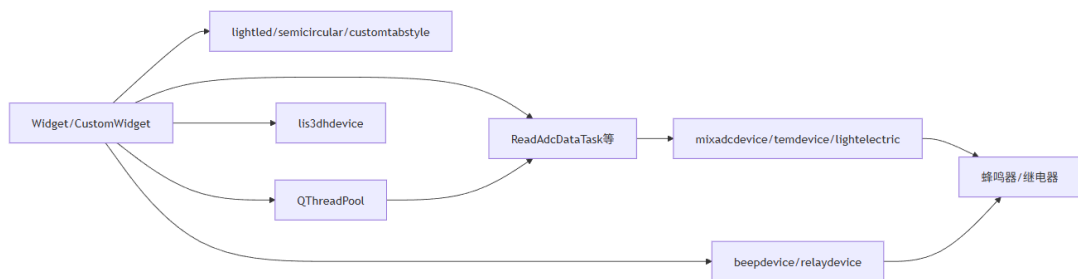 lightled/semicircular/customtabstyle
Widget/CustomWidget
lis3dhdevice
ReadAdcDataTask等
mixadcdevice/temdevice/lightelectric
蜂鸣器/继电器
QThreadPool
beepdevice/relaydevice